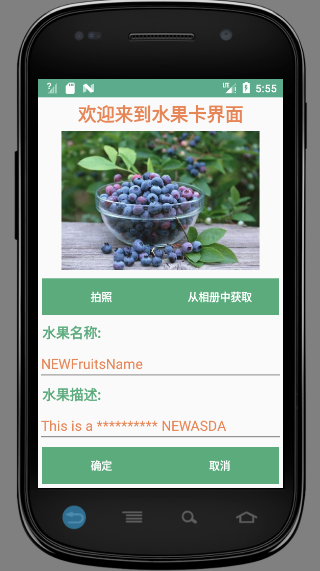 5:55
欢迎来到水果卡界面
拍照 从相册中获取
水果名称:
NEWFruitsName
水果描述:
This is a ********** NEWASDA
确定 取消